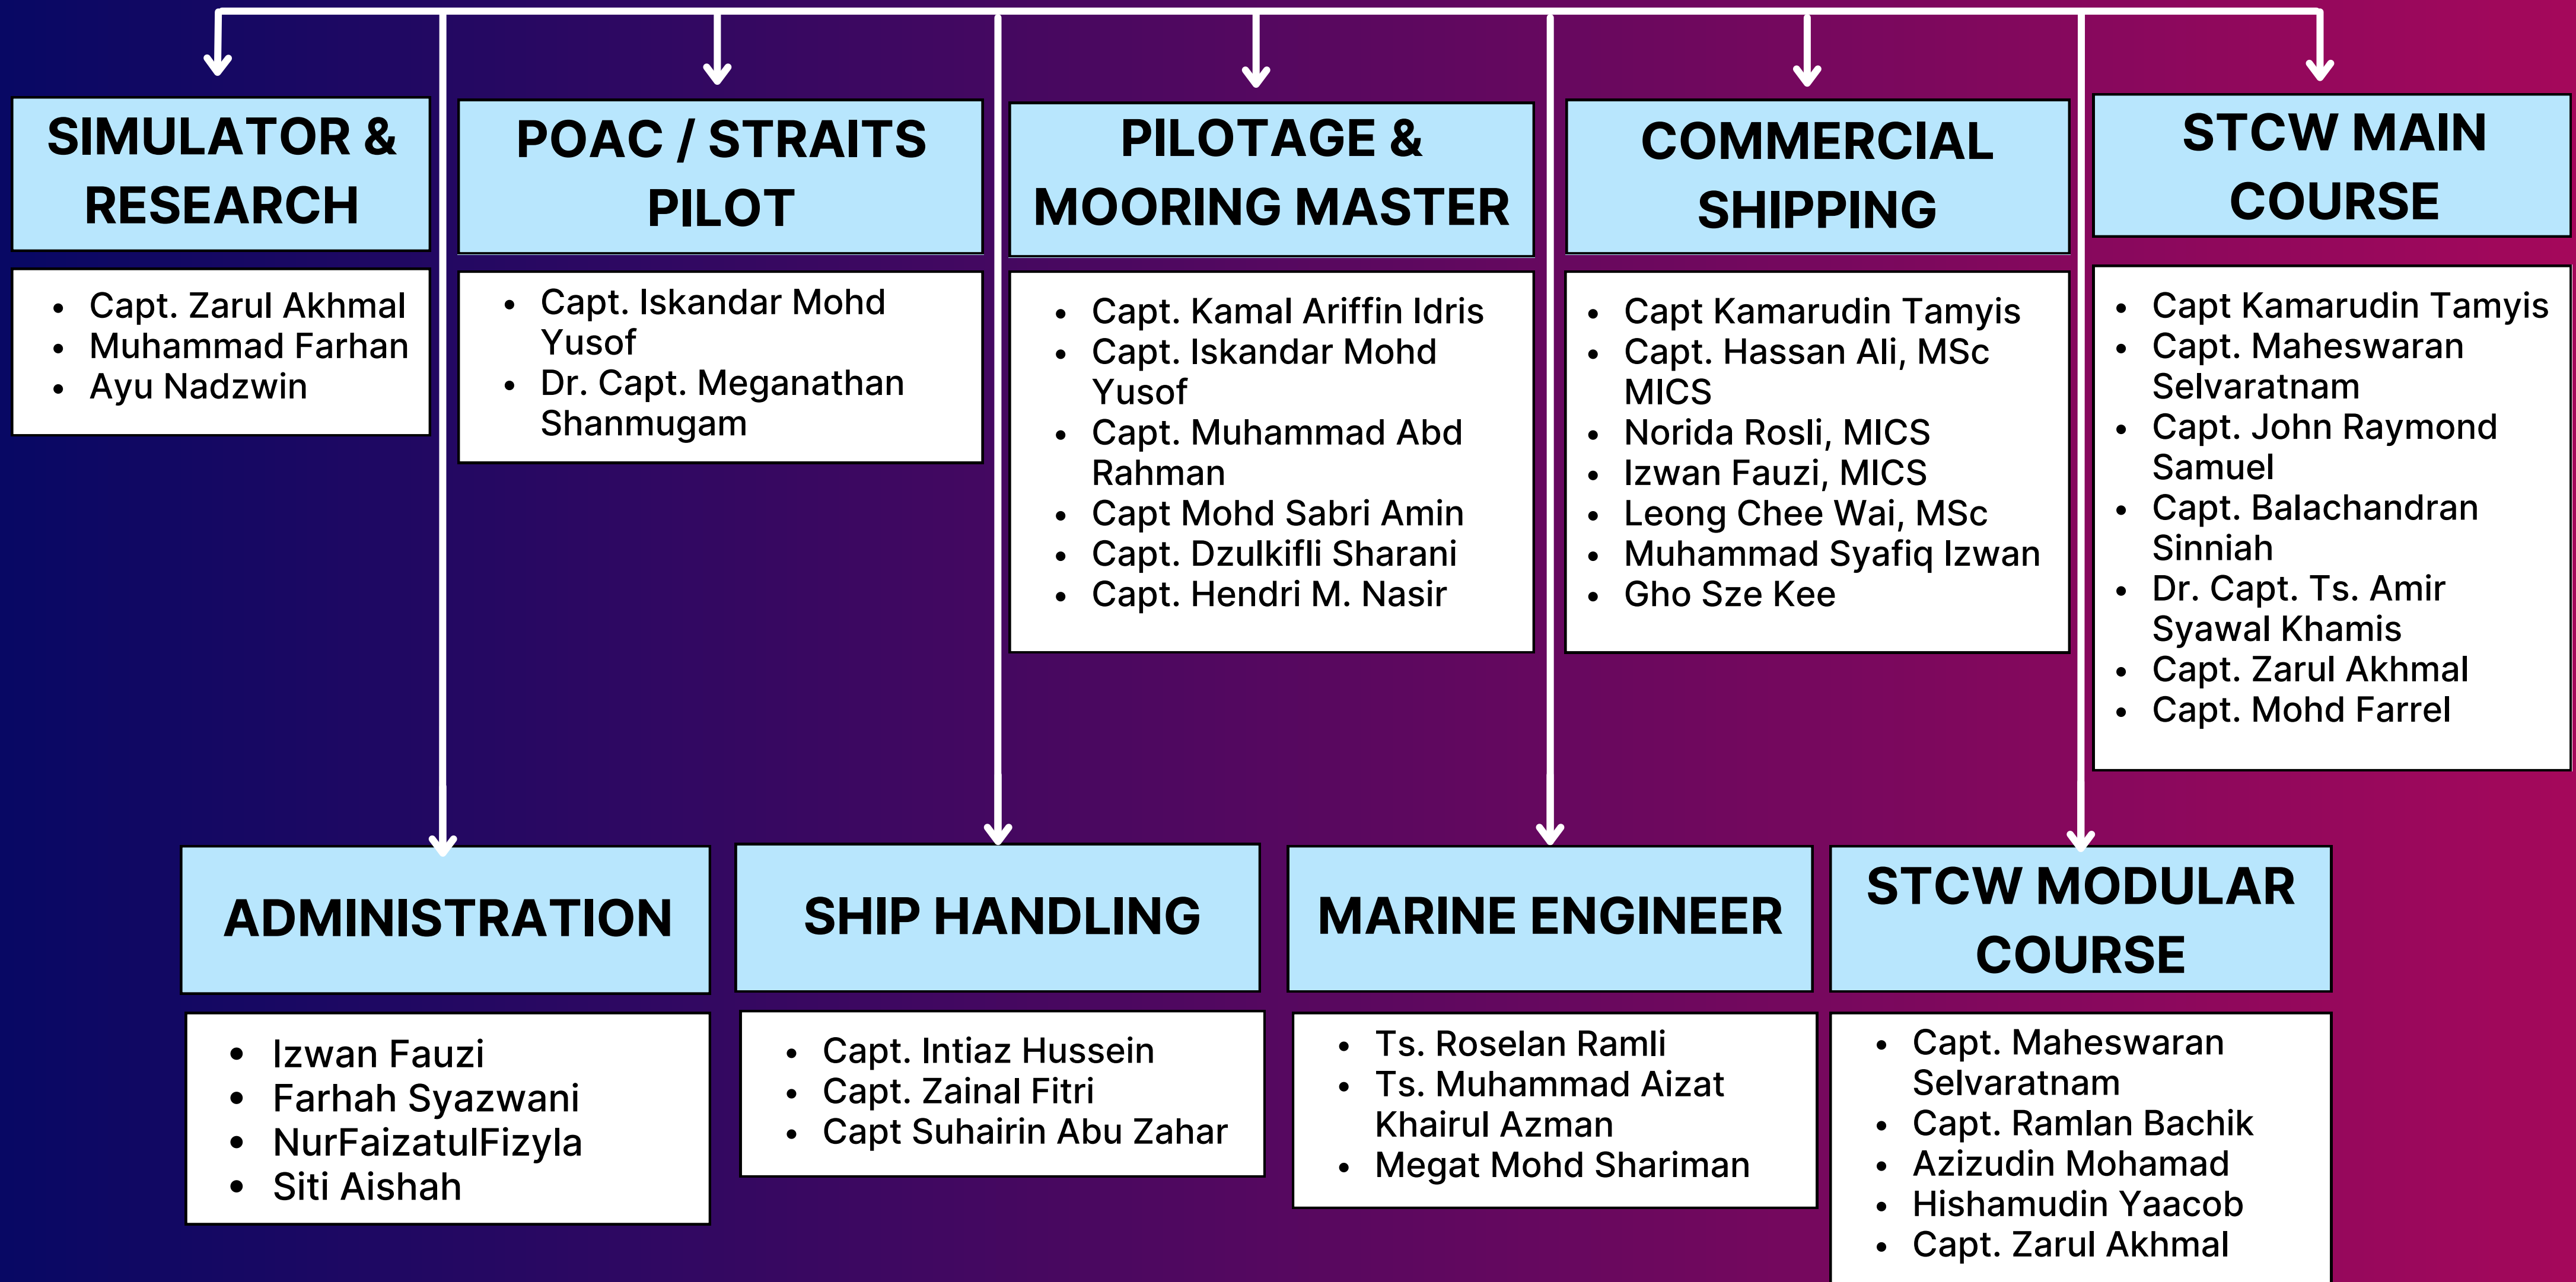 SIMULATOR &
RESEARCH
• Capt. Zarul Akhmal
• Muhammad Farhan
• Ayu Nadzwin
POAC / STRAITS
PILOT
• Capt. Iskandar Mohd
Yusof
• Dr. Capt. Meganathan
Shanmugam
PILOTAGE &
MOORING MASTER
• Capt. Kamal Ariffin Idris
• Capt. Iskandar Mohd
Yusof
• Capt. Muhammad Abd
Rahman
• Capt Mohd Sabri Amin
• Capt. Dzulkifli Sharani
• Capt. Hendri M. Nasir
COMMERCIAL
SHIPPING
• Capt Kamarudin Tamyis
• Capt. Hassan Ali, MSc
MICS
• Norida Rosli, MICS
• Izwan Fauzi, MICS
• Leong Chee Wai, MSc
• Muhammad Syafiq Izwan
• Gho Sze Kee
STCW MAIN
COURSE
• Capt Kamarudin Tamyis
• Capt. Maheswaran
Selvaratnam
• Capt. John Raymond
Samuel
• Capt. Balachandran
Sinniah
• Dr. Capt. Ts. Amir
Syawal Khamis
• Capt. Zarul Akhmal
• Capt. Mohd Farrel
ADMINISTRATION
• Izwan Fauzi
• Farhah Syazwani
• NurFaizatulFizyla
• Siti Aishah
SHIP HANDLING
• Capt. Intiaz Hussein
• Capt. Zainal Fitri
• Capt Suhairin Abu Zahar
MARINE ENGINEER
• Ts. Roselan Ramli
• Ts. Muhammad Aizat
Khairul Azman
• Megat Mohd Shariman
STCW MODULAR
COURSE
• Capt. Maheswaran
Selvaratnam
• Capt. Ramlan Bachik
• Azizudin Mohamad
• Hishamudin Yaacob
• Capt. Zarul Akhmal